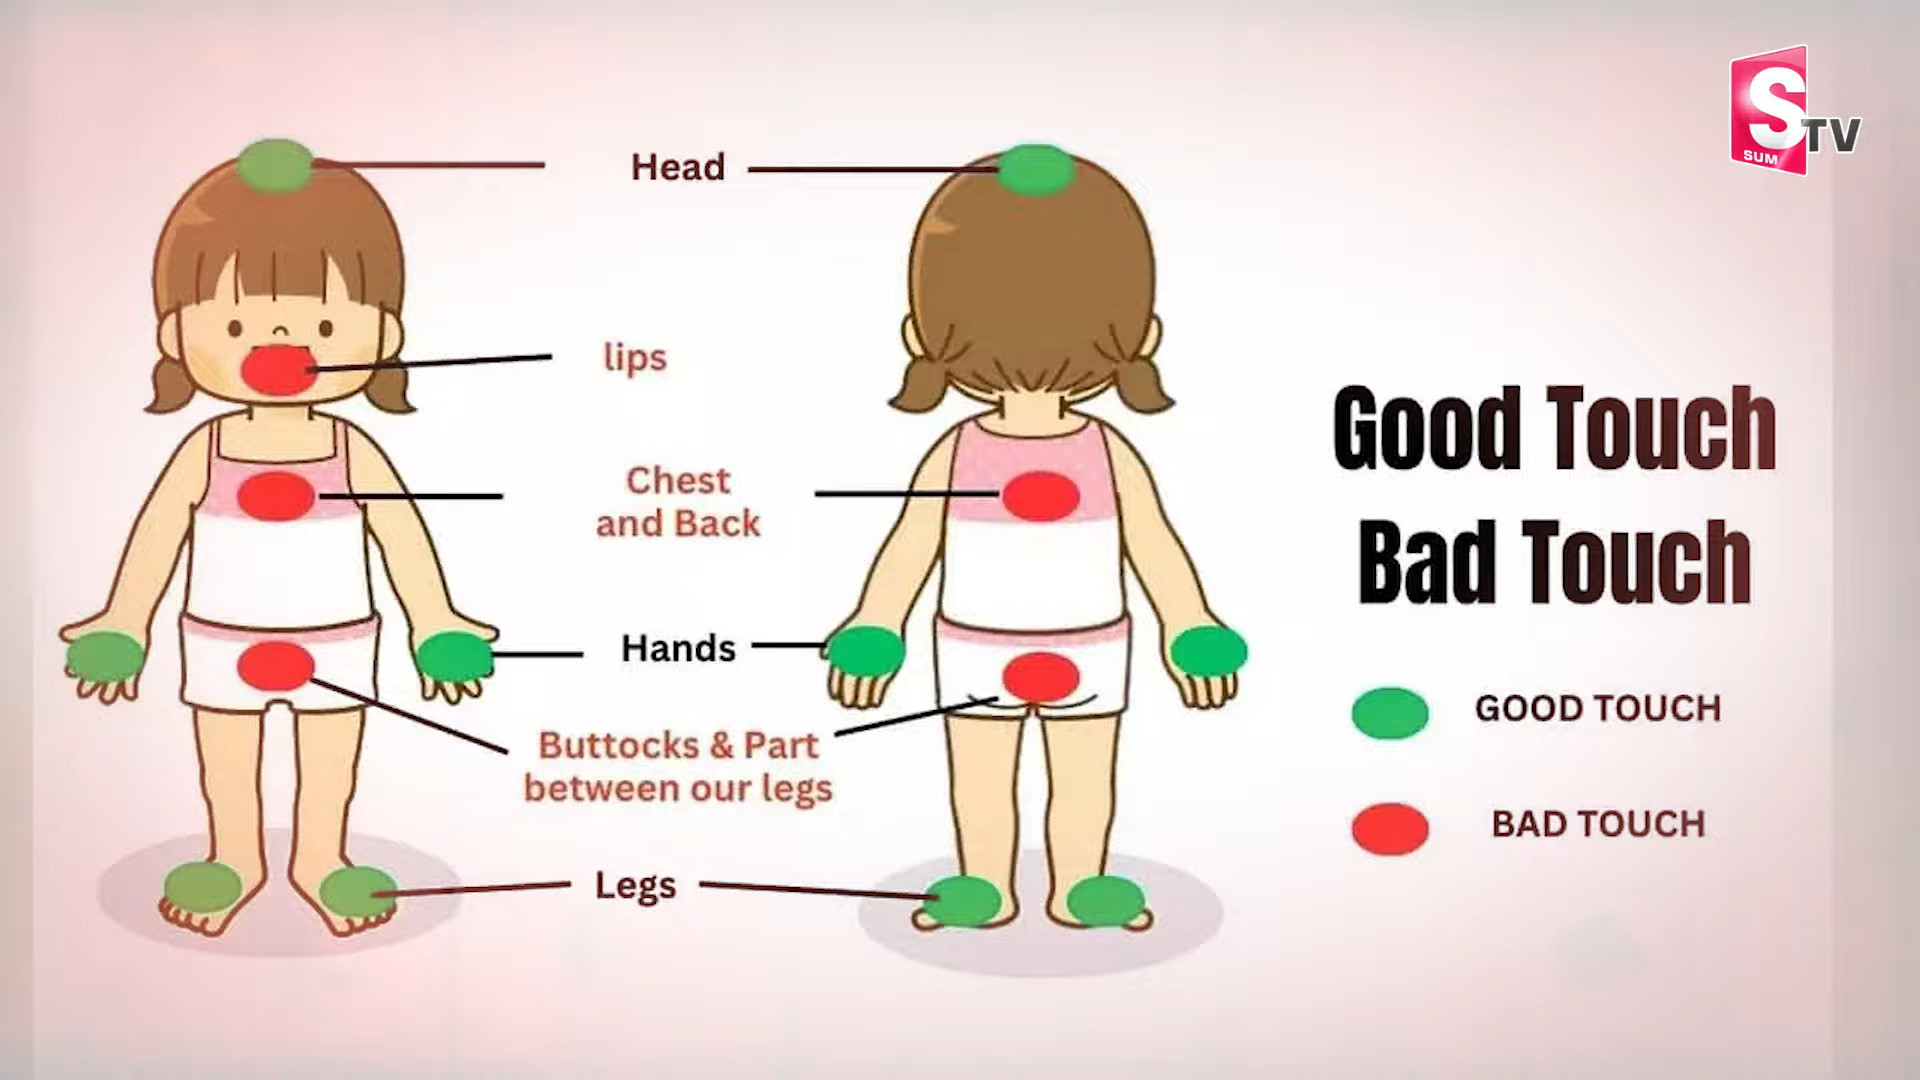 S
SUM
TV
Head
lips
Chest
and Back
Hands
Buttocks & Part
between our legs
Legs
Good Touch
Bad Touch
GOOD TOUCH
BAD TOUCH